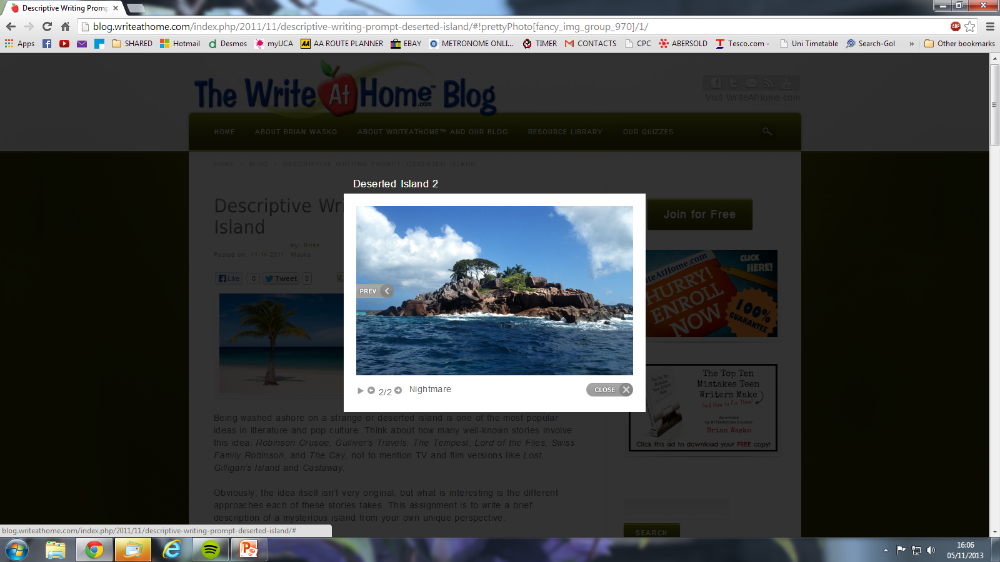 Descriptive Writing Promp
blog.writeathome.com/index.php/2011/11/descriptive-writing-prompt-deserted-island/#!prettyPhoto[fancy_img_group_970]/1/
ABP
Apps SHARED Hotmail Desmos myUCA AA ROUTE PLANNER EBAY METRONOME ONLI... TIMER CONTACTS CPC ABERSOLD Tesco.com - Uni Timetable Search-Gol » Other bookmarks
The Write At Home .com ™ Blog
Visit WriteAtHome.com
HOME ABOUT BRIAN WASKO ABOUT WRITEATHOME™ AND OUR BLOG RESOURCE LIBRARY OUR QUIZZES
HOME / BLOG / DESCRIPTIVE WRITING PROMPT: DESERTED ISLAND
Deserted Island 2
Descriptive Wri
Island
by: Brian
Posted on: 11-14-2011 Wasko
Like 0 Tweet 0
PREV
2/2 Nightmare
CLOSE
Join for Free
iteAtHome.com
CLICK
HERE!
HURRY!
ENROLL
NOW
100%
GUARANTEE
The Top Ten
Mistakes Teen
Writers Make
And How to Fix Them!
An e-book
by WriteAtHome Founder
Brian Wasko
Click this ad to download your FREE copy!
Being washed ashore on a strange or deserted island is one of the most popular
ideas in literature and pop culture. Think about how many well-known stories involve
this idea: Robinson Crusoe, Gulliver's Travels, The Tempest, Lord of the Flies, Swiss
Family Robinson, and The Cay, not to mention TV and film versions like Lost,
Gilligan's Island and Castaway.
Obviously, the idea itself isn't very original, but what is interesting is the different
approaches each of these stories takes. This assignment is to write a brief
description of a mysterious island from your own unique perspective.
SEARCH
blog.writeathome.com/index.php/2011/11/descriptive-writing-prompt-deserted-island/#
16:06
05/11/2013